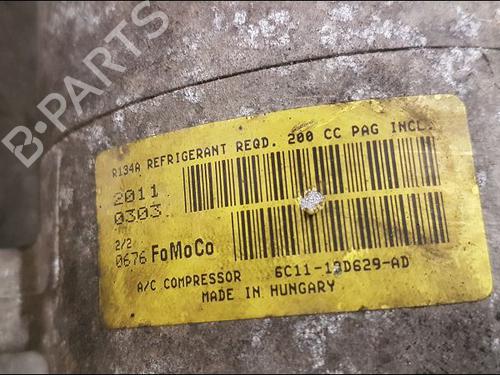 B-PARTS
R134A REFRIGERANT REQD. 200 CC PAG INCL.
2011
0303
2/2
0676 FoMoCo
A/C COMPRESSOR 6C11-19D629-AD
MADE IN HUNGARY